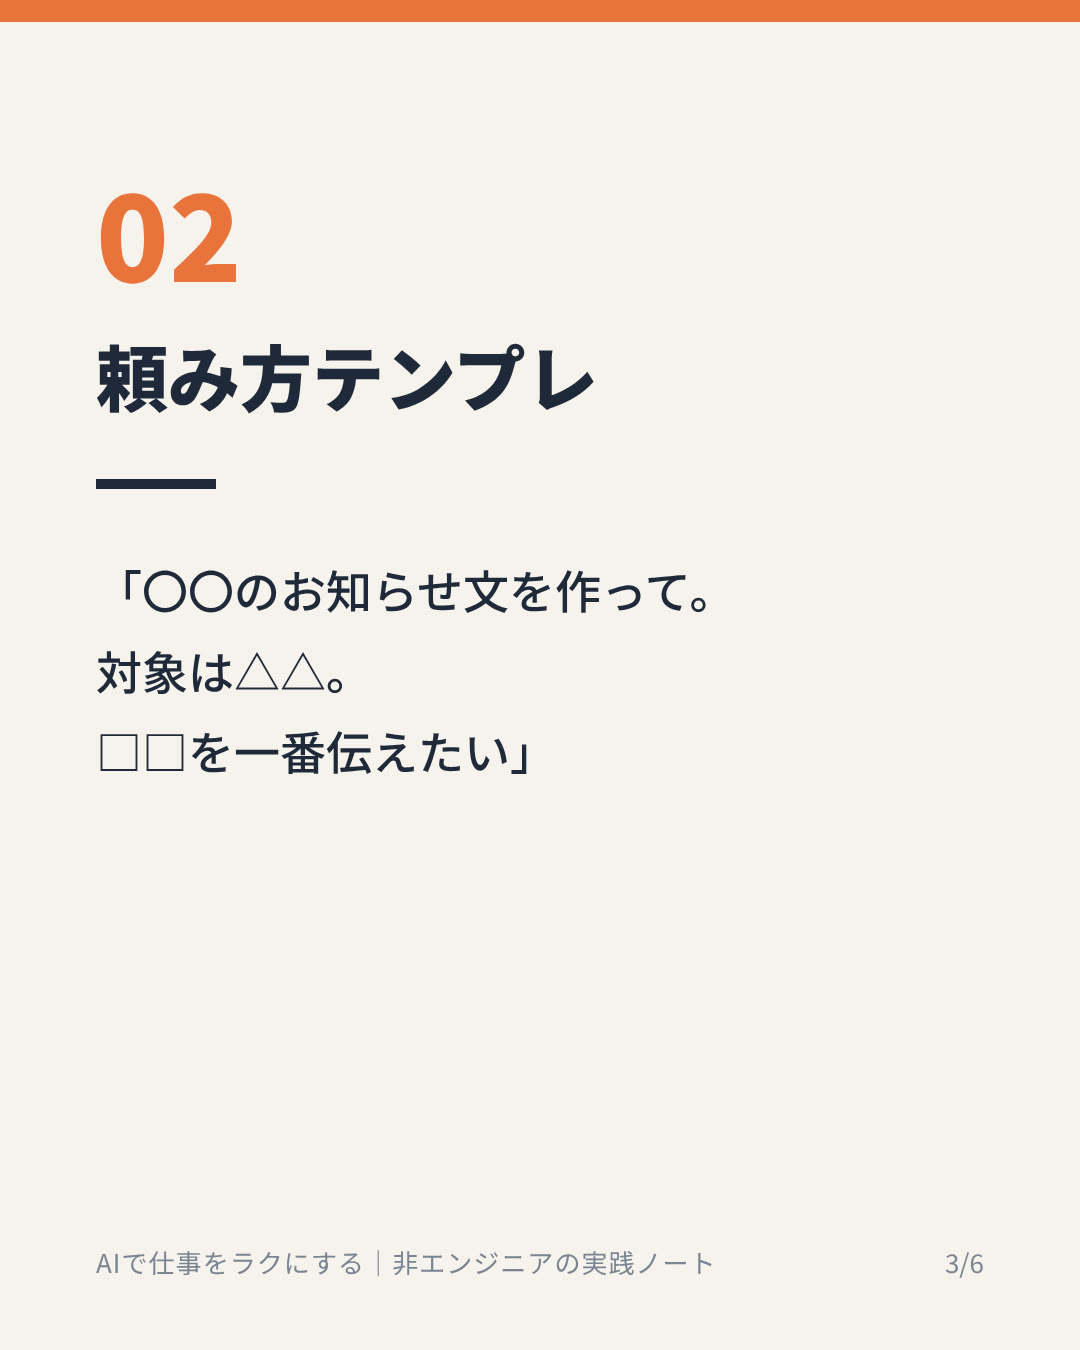 02
頼み方テンプレ
「〇〇のお知らせ文を作って。
対象は△△。
□□を一番伝えたい」
AIで仕事をラクにする｜非エンジニアの実践ノート
3/6